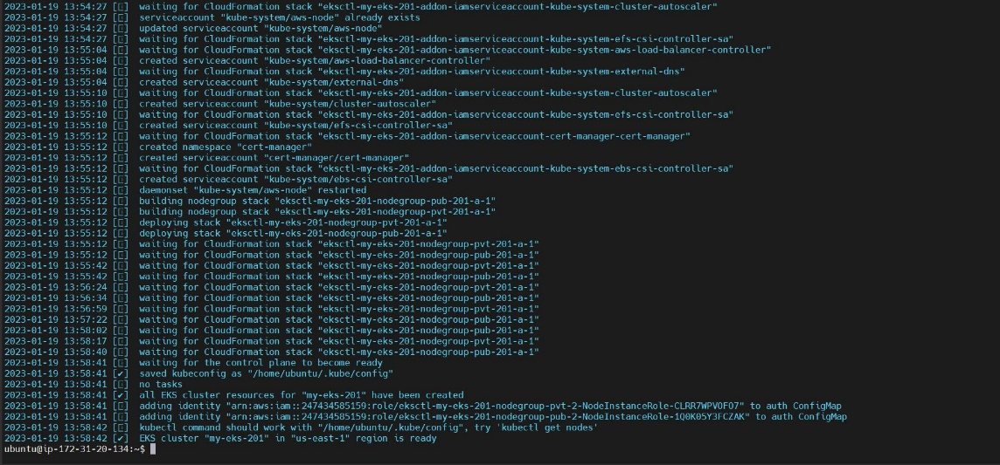 2023-01-19 13:54:27 [ℹ]  waiting for CloudFormation stack "eksctl-my-eks-201-addon-iamserviceaccount-kube-system-cluster-autoscaler"
2023-01-19 13:54:27 [ℹ]  serviceaccount "kube-system/aws-node" already exists
2023-01-19 13:54:27 [ℹ]  updated serviceaccount "kube-system/aws-node"
2023-01-19 13:54:27 [ℹ]  waiting for CloudFormation stack "eksctl-my-eks-201-addon-iamserviceaccount-kube-system-efs-csi-controller-sa"
2023-01-19 13:55:04 [ℹ]  waiting for CloudFormation stack "eksctl-my-eks-201-addon-iamserviceaccount-kube-system-aws-load-balancer-controller"
2023-01-19 13:55:04 [ℹ]  created serviceaccount "kube-system/aws-load-balancer-controller"
2023-01-19 13:55:04 [ℹ]  waiting for CloudFormation stack "eksctl-my-eks-201-addon-iamserviceaccount-kube-system-external-dns"
2023-01-19 13:55:04 [ℹ]  created serviceaccount "kube-system/external-dns"
2023-01-19 13:55:10 [ℹ]  waiting for CloudFormation stack "eksctl-my-eks-201-addon-iamserviceaccount-kube-system-cluster-autoscaler"
2023-01-19 13:55:10 [ℹ]  created serviceaccount "kube-system/cluster-autoscaler"
2023-01-19 13:55:10 [ℹ]  waiting for CloudFormation stack "eksctl-my-eks-201-addon-iamserviceaccount-kube-system-efs-csi-controller-sa"
2023-01-19 13:55:10 [ℹ]  created serviceaccount "kube-system/efs-csi-controller-sa"
2023-01-19 13:55:12 [ℹ]  waiting for CloudFormation stack "eksctl-my-eks-201-addon-iamserviceaccount-cert-manager-cert-manager"
2023-01-19 13:55:12 [ℹ]  created namespace "cert-manager"
2023-01-19 13:55:12 [ℹ]  created serviceaccount "cert-manager/cert-manager"
2023-01-19 13:55:12 [ℹ]  waiting for CloudFormation stack "eksctl-my-eks-201-addon-iamserviceaccount-kube-system-ebs-csi-controller-sa"
2023-01-19 13:55:12 [ℹ]  created serviceaccount "kube-system/ebs-csi-controller-sa"
2023-01-19 13:55:12 [ℹ]  daemonset "kube-system/aws-node" restarted
2023-01-19 13:55:12 [ℹ]  building nodegroup stack "eksctl-my-eks-201-nodegroup-pub-201-a-1"
2023-01-19 13:55:12 [ℹ]  building nodegroup stack "eksctl-my-eks-201-nodegroup-pvt-201-a-1"
2023-01-19 13:55:12 [ℹ]  deploying stack "eksctl-my-eks-201-nodegroup-pvt-201-a-1"
2023-01-19 13:55:12 [ℹ]  deploying stack "eksctl-my-eks-201-nodegroup-pub-201-a-1"
2023-01-19 13:55:12 [ℹ]  waiting for CloudFormation stack "eksctl-my-eks-201-nodegroup-pvt-201-a-1"
2023-01-19 13:55:12 [ℹ]  waiting for CloudFormation stack "eksctl-my-eks-201-nodegroup-pub-201-a-1"
2023-01-19 13:55:42 [ℹ]  waiting for CloudFormation stack "eksctl-my-eks-201-nodegroup-pvt-201-a-1"
2023-01-19 13:55:42 [ℹ]  waiting for CloudFormation stack "eksctl-my-eks-201-nodegroup-pub-201-a-1"
2023-01-19 13:56:24 [ℹ]  waiting for CloudFormation stack "eksctl-my-eks-201-nodegroup-pvt-201-a-1"
2023-01-19 13:56:34 [ℹ]  waiting for CloudFormation stack "eksctl-my-eks-201-nodegroup-pub-201-a-1"
2023-01-19 13:56:59 [ℹ]  waiting for CloudFormation stack "eksctl-my-eks-201-nodegroup-pvt-201-a-1"
2023-01-19 13:57:22 [ℹ]  waiting for CloudFormation stack "eksctl-my-eks-201-nodegroup-pub-201-a-1"
2023-01-19 13:58:02 [ℹ]  waiting for CloudFormation stack "eksctl-my-eks-201-nodegroup-pub-201-a-1"
2023-01-19 13:58:17 [ℹ]  waiting for CloudFormation stack "eksctl-my-eks-201-nodegroup-pvt-201-a-1"
2023-01-19 13:58:40 [ℹ]  waiting for CloudFormation stack "eksctl-my-eks-201-nodegroup-pub-201-a-1"
2023-01-19 13:58:41 [ℹ]  waiting for the control plane to become ready
2023-01-19 13:58:41 [✔]  saved kubeconfig as "/home/ubuntu/.kube/config"
2023-01-19 13:58:41 [ℹ]  no tasks
2023-01-19 13:58:41 [✔]  all EKS cluster resources for "my-eks-201" have been created
2023-01-19 13:58:41 [ℹ]  adding identity "arn:aws:iam::247434585159:role/eksctl-my-eks-201-nodegroup-pvt-2-NodeInstanceRole-CLRR7WPVOFO7" to auth ConfigMap
2023-01-19 13:58:41 [ℹ]  adding identity "arn:aws:iam::247434585159:role/eksctl-my-eks-201-nodegroup-pub-2-NodeInstanceRole-1Q0K05Y3FCZAK" to auth ConfigMap
2023-01-19 13:58:42 [ℹ]  kubectl command should work with "/home/ubuntu/.kube/config", try 'kubectl get nodes'
2023-01-19 13:58:42 [✔]  EKS cluster "my-eks-201" in "us-east-1" region is ready
ubuntu@ip-172-31-20-134:~$